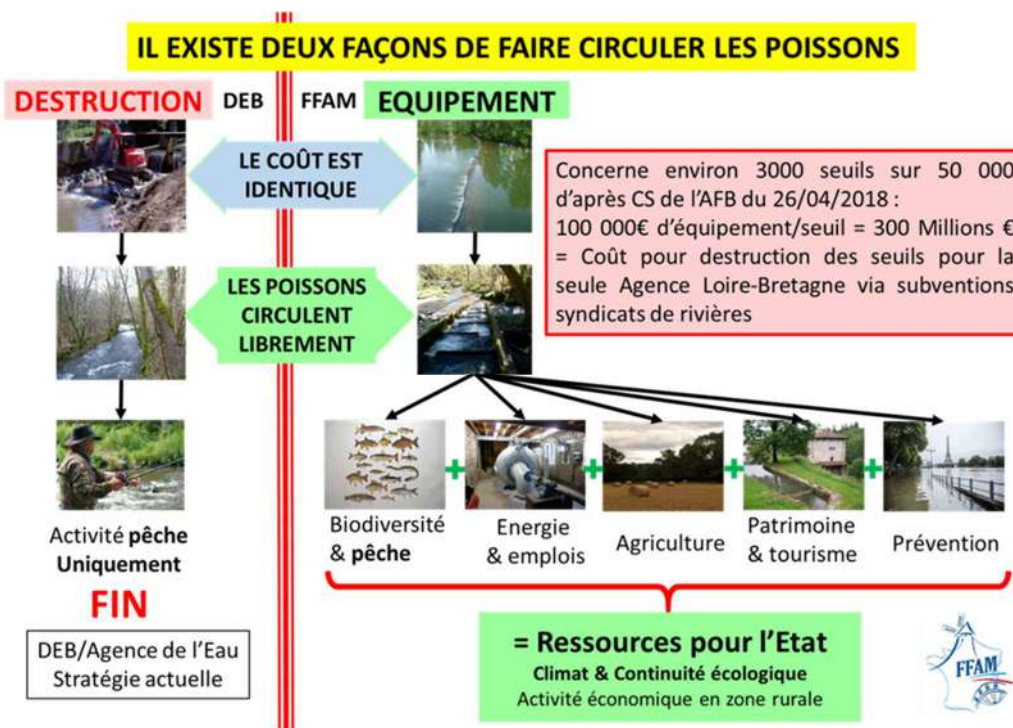 IL EXISTE DEUX FAÇONS DE FAIRE CIRCULER LES POISSONS
DESTRUCTION
DEB
FFAM
EQUIPEMENT
LE COÛT EST
IDENTIQUE
Concerne environ 3000 seuils sur 50 000
d’après CS de l’AFB du 26/04/2018 :
100 000€ d’équipement/seuil = 300 Millions €
= Coût pour destruction des seuils pour la
seule Agence Loire-Bretagne via subventions
syndicats de rivières
LES POISSONS
CIRCULENT
LIBREMENT
Activité pêche
Uniquement
FIN
DEB/Agence de l’Eau
Stratégie actuelle
+
+
+
+
Biodiversité
& pêche
Energie
& emplois
Agriculture
Patrimoine
& tourisme
Prévention
= Ressources pour l’Etat
Climat & Continuité écologique
Activité économique en zone rurale
FFAM